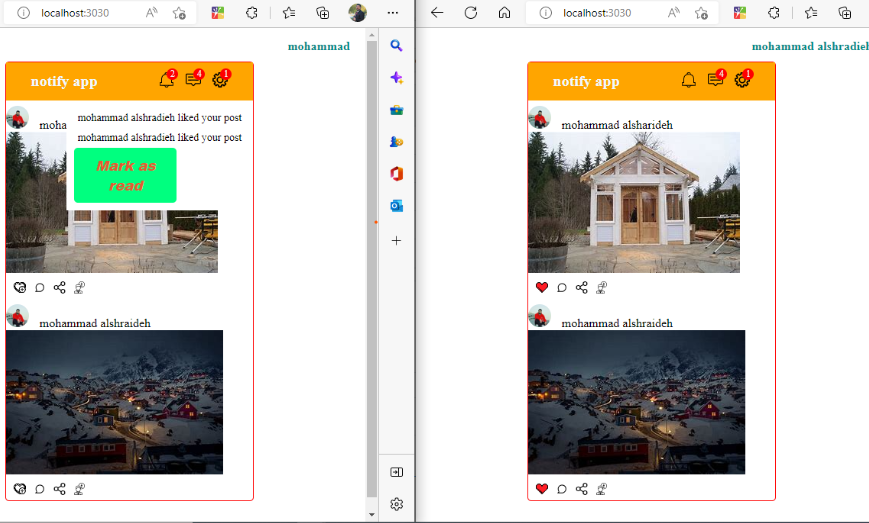 localhost:3030
mohammad
notify app
2
4
1
moha
mohammad alshradieh liked your post
mohammad alshradieh liked your post
Mark as
read
mohammad alshraideh
localhost:3030
mohammad alshradieh
notify app
4
1
mohammad alsharideh
mohammad alshraideh